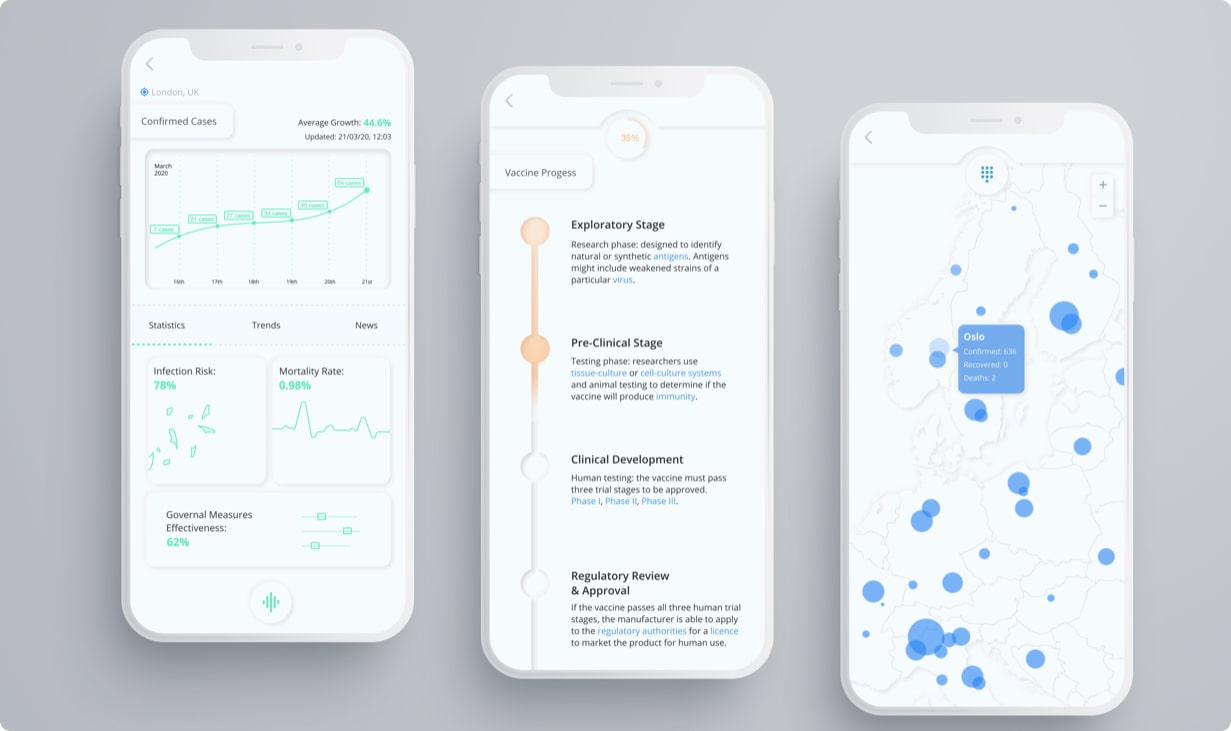 London, UK
Confirmed Cases
Average Growth: 44.6%
Updated: 21/03/20, 12:03
March
2020
7 cases
21 cases
27 cases
33 cases
40 cases
64 cases
16th
17th
18th
19th
20th
21st
Statistics
Trends
News
Infection Risk:
78%
Mortality Rate:
0.98%
Governal Measures
Effectiveness:
62%
35%
Vaccine Progess
Exploratory Stage
Research phase: designed to identify
natural or synthetic antigens. Antigens
might include weakened strains of a
particular virus.
Pre-Clinical Stage
Testing phase: researchers use
tissue-culture or cell-culture systems
and animal testing to determine if the
vaccine will produce immunity.
Clinical Development
Human testing: the vaccine must pass
three trial stages to be approved.
Phase I, Phase II, Phase III.
Regulatory Review
& Approval
If the vaccine passes all three human trial
stages, the manufacturer is able to apply
to the regulatory authorities for a licence
to market the product for human use.
+
−
Oslo
Confirmed: 636
Recovered: 0
Deaths: 2